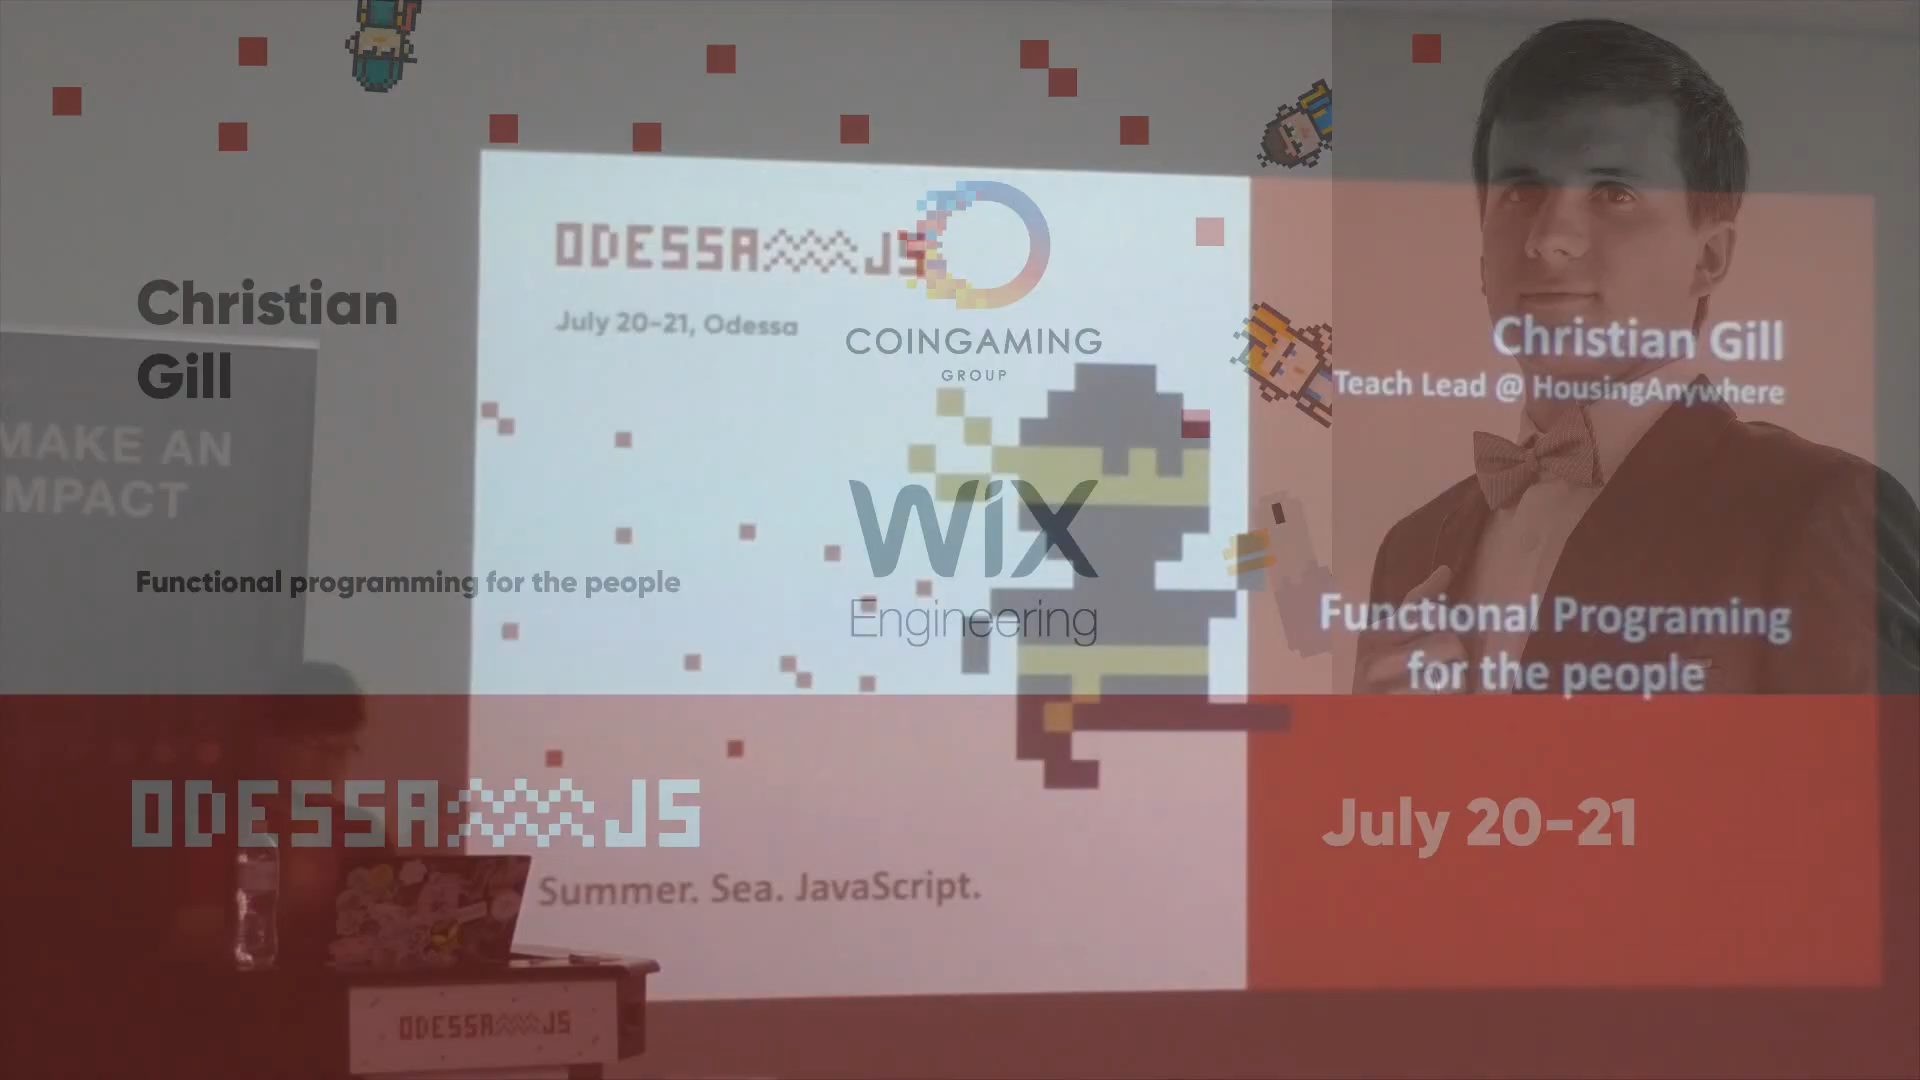 ODESSA JS
July 20-21, Odessa
COINGAMING
GROUP
Christian
Gill
Christian Gill
Teach Lead @ HousingAnywhere
MAKE AN
IMPACT
WiX
Engineering
Functional programming for the people
Functional Programing
for the people
ODESSA JS
July 20-21
Summer. Sea. JavaScript.
ODESSA JS